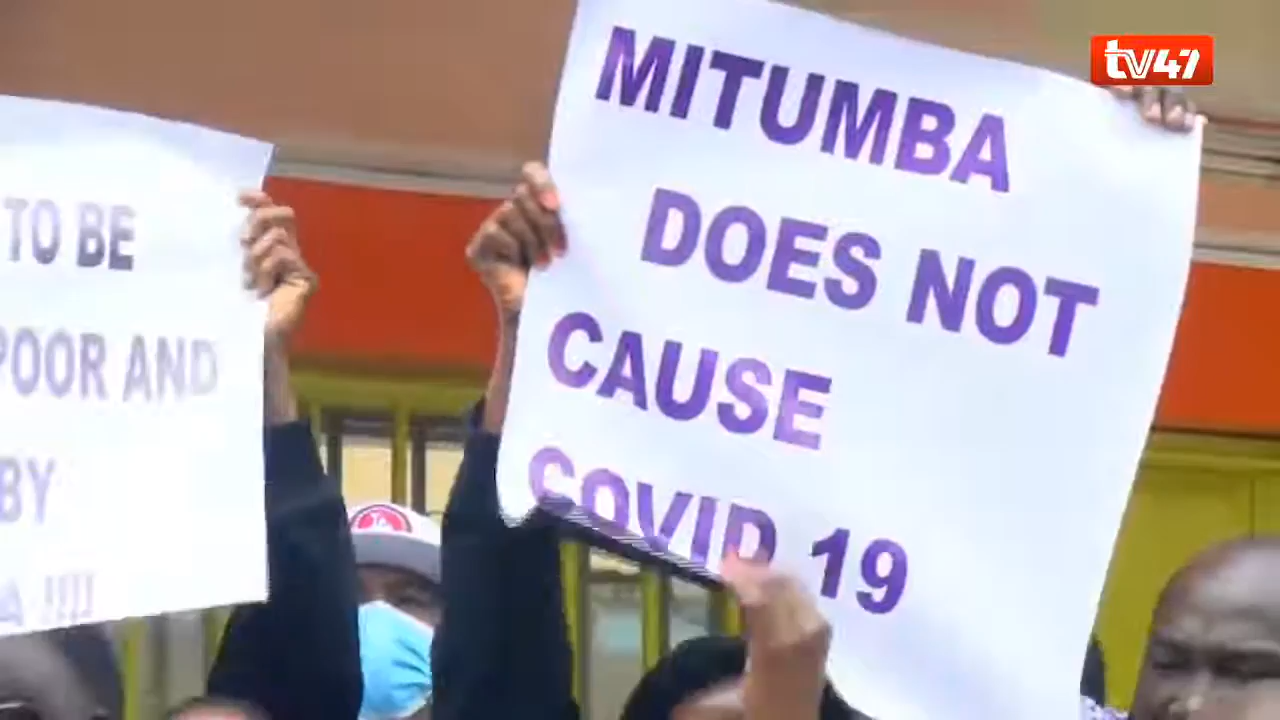 tv47
MITUMBA
DOES NOT
CAUSE
COVID 19
TO BE
POOR AND
BY
!!!!